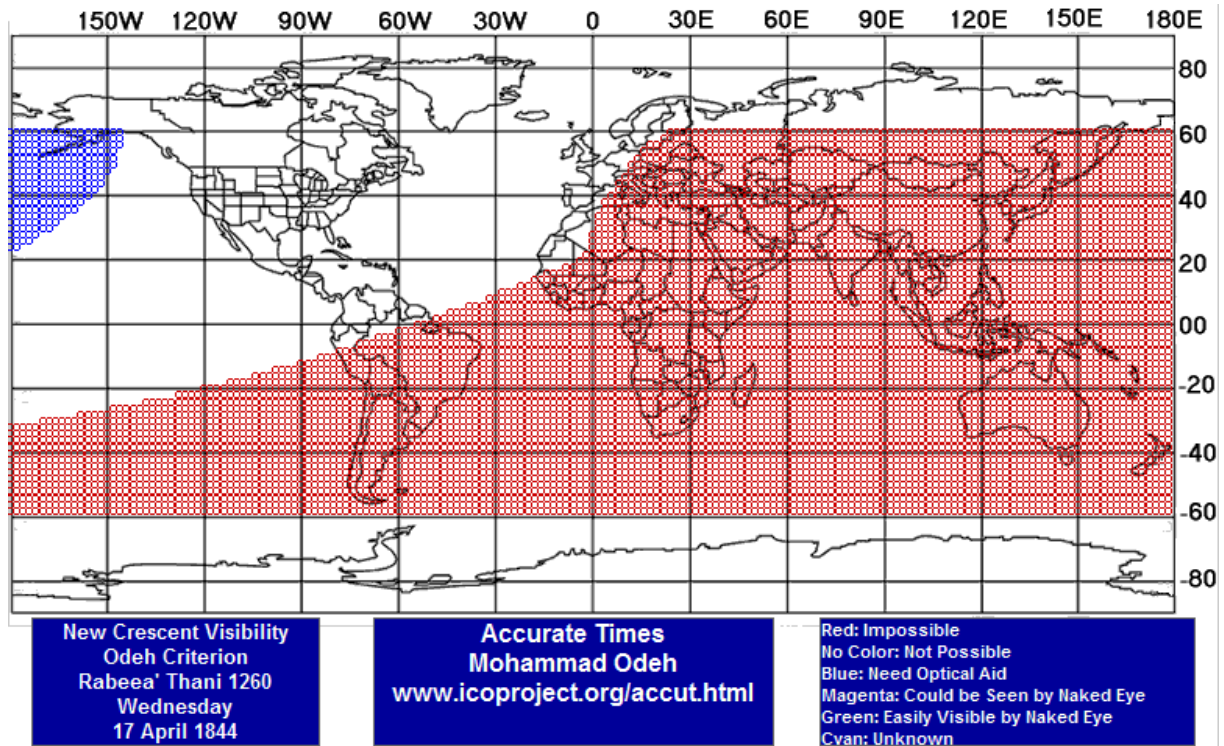 150W 120W 90W 60W 30W 0 30E 60E 90E 120E 150E 180E
80
60
40
20
00
-20
-40
-60
-80
New Crescent Visibility
Odeh Criterion
Rabeea' Thani 1260
Wednesday
17 April 1844
Accurate Times
Mohammad Odeh
www.icoproject.org/accut.html
Red: Impossible
No Color: Not Possible
Blue: Need Optical Aid
Magenta: Could be Seen by Naked Eye
Green: Easily Visible by Naked Eye
Cyan: Unknown